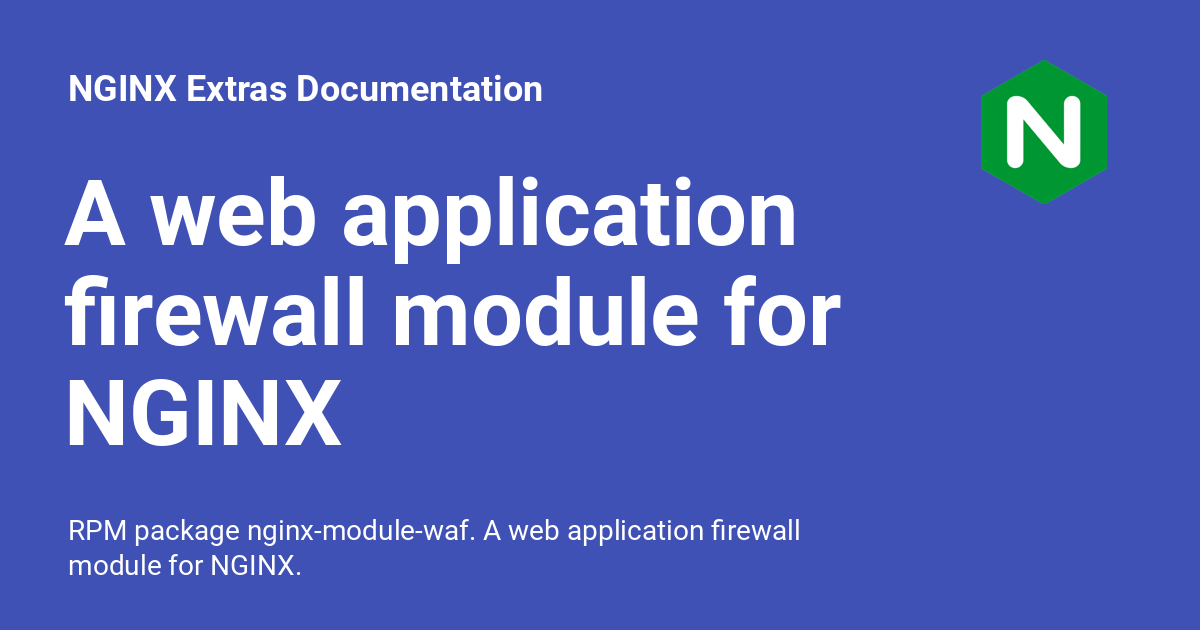 NGINX Extras Documentation
N
A web application
firewall module for
NGINX
RPM package nginx-module-waf. A web application firewall
module for NGINX.